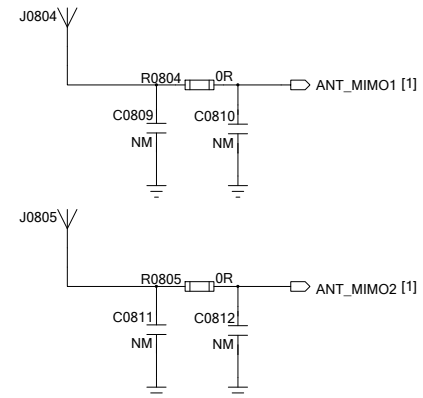 J0804
R0804 0R
ANT_MIMO1 [1]
C0809 C0810
NM NM
J0805
R0805 0R
ANT_MIMO2 [1]
C0811 C0812
NM NM